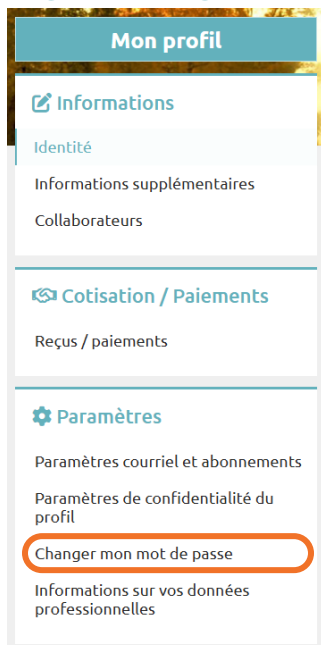 Mon profil
Informations
Identité
Informations supplémentaires
Collaborateurs
Cotisation / Paiements
Reçus / paiements
Paramètres
Paramètres courriel et abonnements
Paramètres de confidentialité du
profil
Changer mon mot de passe
Informations sur vos données
professionnelles